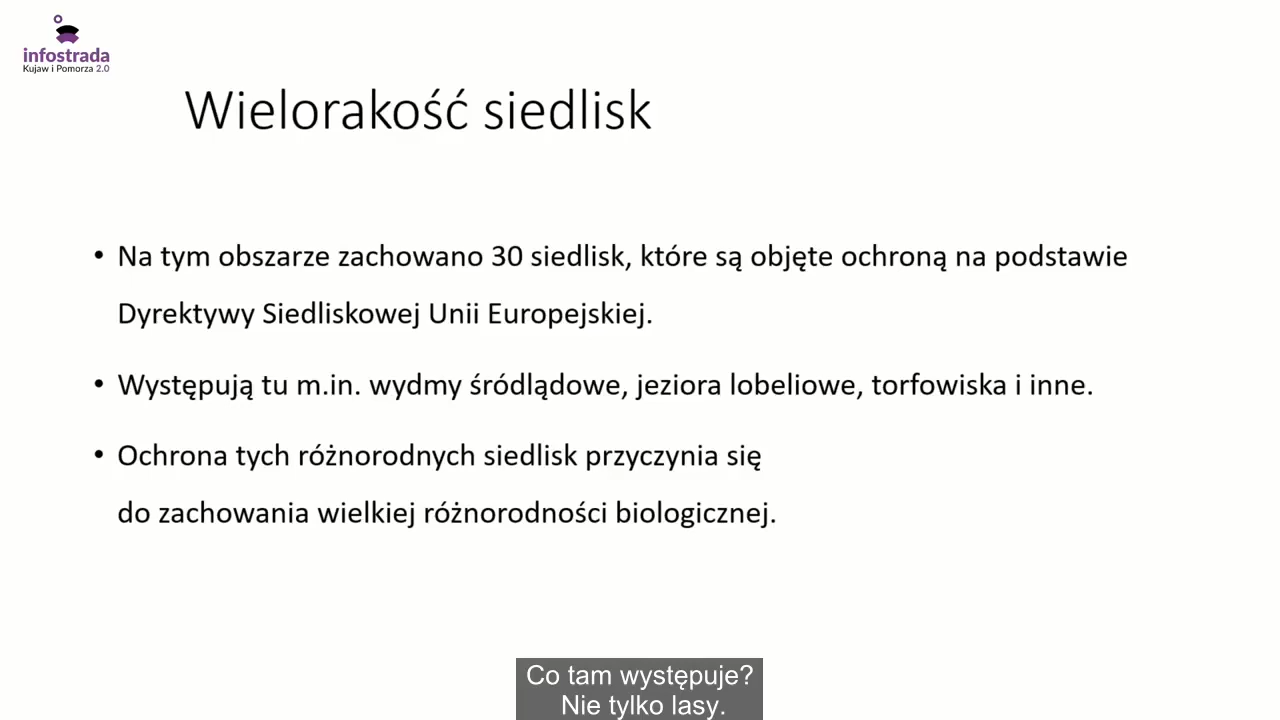 infostrada
Kujaw i Pomorza 2.0
Wielorakość siedlisk
• Na tym obszarze zachowano 30 siedlisk, które są objęte ochroną na podstawie
Dyrektywy Siedliskowej Unii Europejskiej.
• Występują tu m.in. wydmy śródlądowe, jeziora lobeliowe, torfowiska i inne.
• Ochrona tych różnorodnych siedlisk przyczynia się
do zachowania wielkiej różnorodności biologicznej.
Co tam występuje?
Nie tylko lasy.